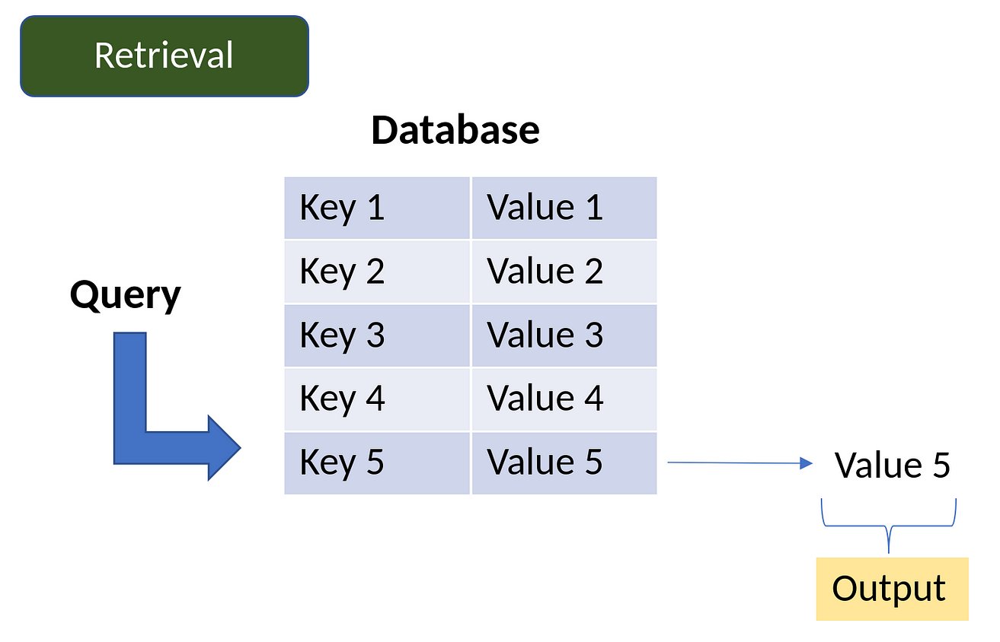 Retrieval
Database
Key 1 Value 1
Key 2 Value 2
Query
Key 3 Value 3
Key 4 Value 4
Key 5 Value 5
Value 5
Output